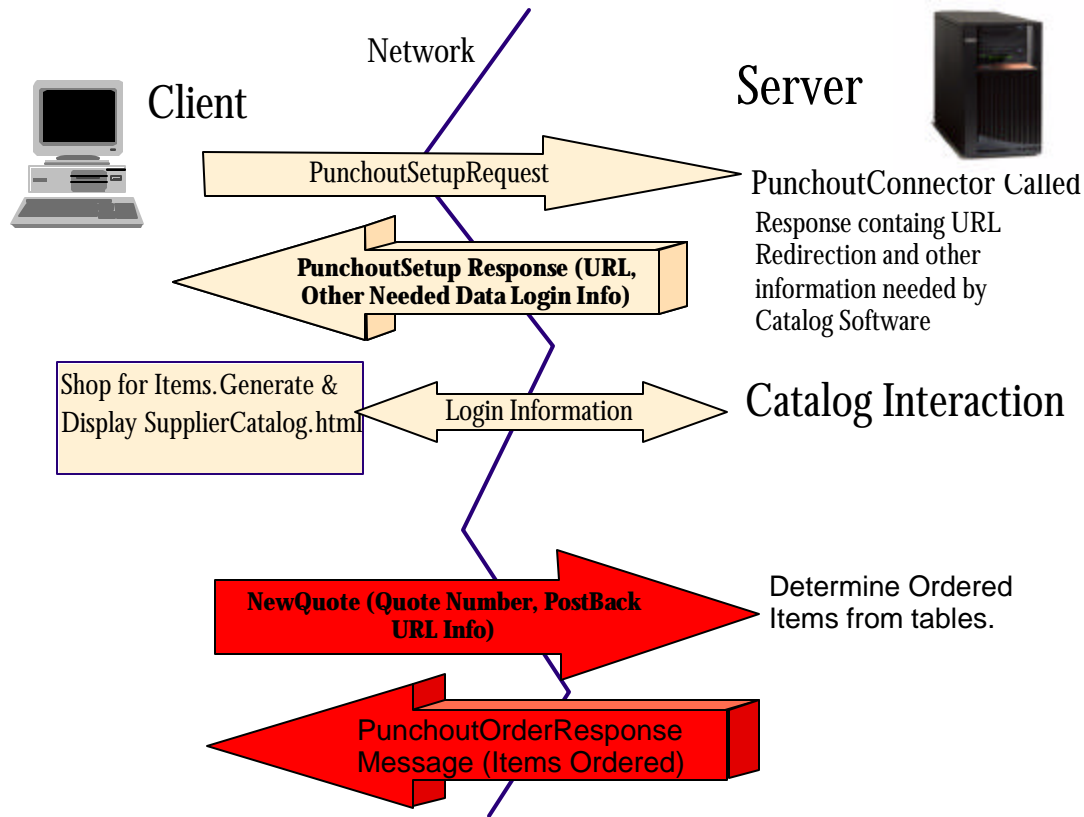 Network
Client
Server
PunchoutSetupRequest
PunchoutConnector Called
Response containg URL
Redirection and other
information needed by
Catalog Software
PunchoutSetup Response (URL,
Other Needed Data Login Info)
Shop for Items.Generate &
Display SupplierCatalog.html
Login Information
Catalog Interaction
NewQuote (Quote Number, PostBack
URL Info)
Determine Ordered
Items from tables.
PunchoutOrderResponse
Message (Items Ordered)